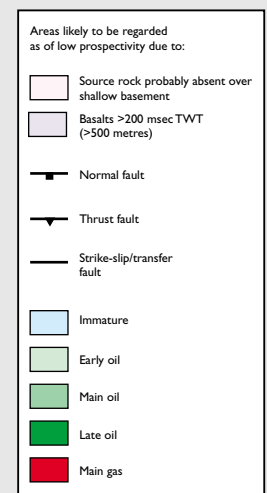 Areas likely to be regarded
as of low prospectivity due to:
Source rock probably absent over
shallow basement
Basalts >200 msec TWT
(>500 metres)
Normal fault
Thrust fault
Strike-slip/transfer
fault
Immature
Early oil
Main oil
Late oil
Main gas